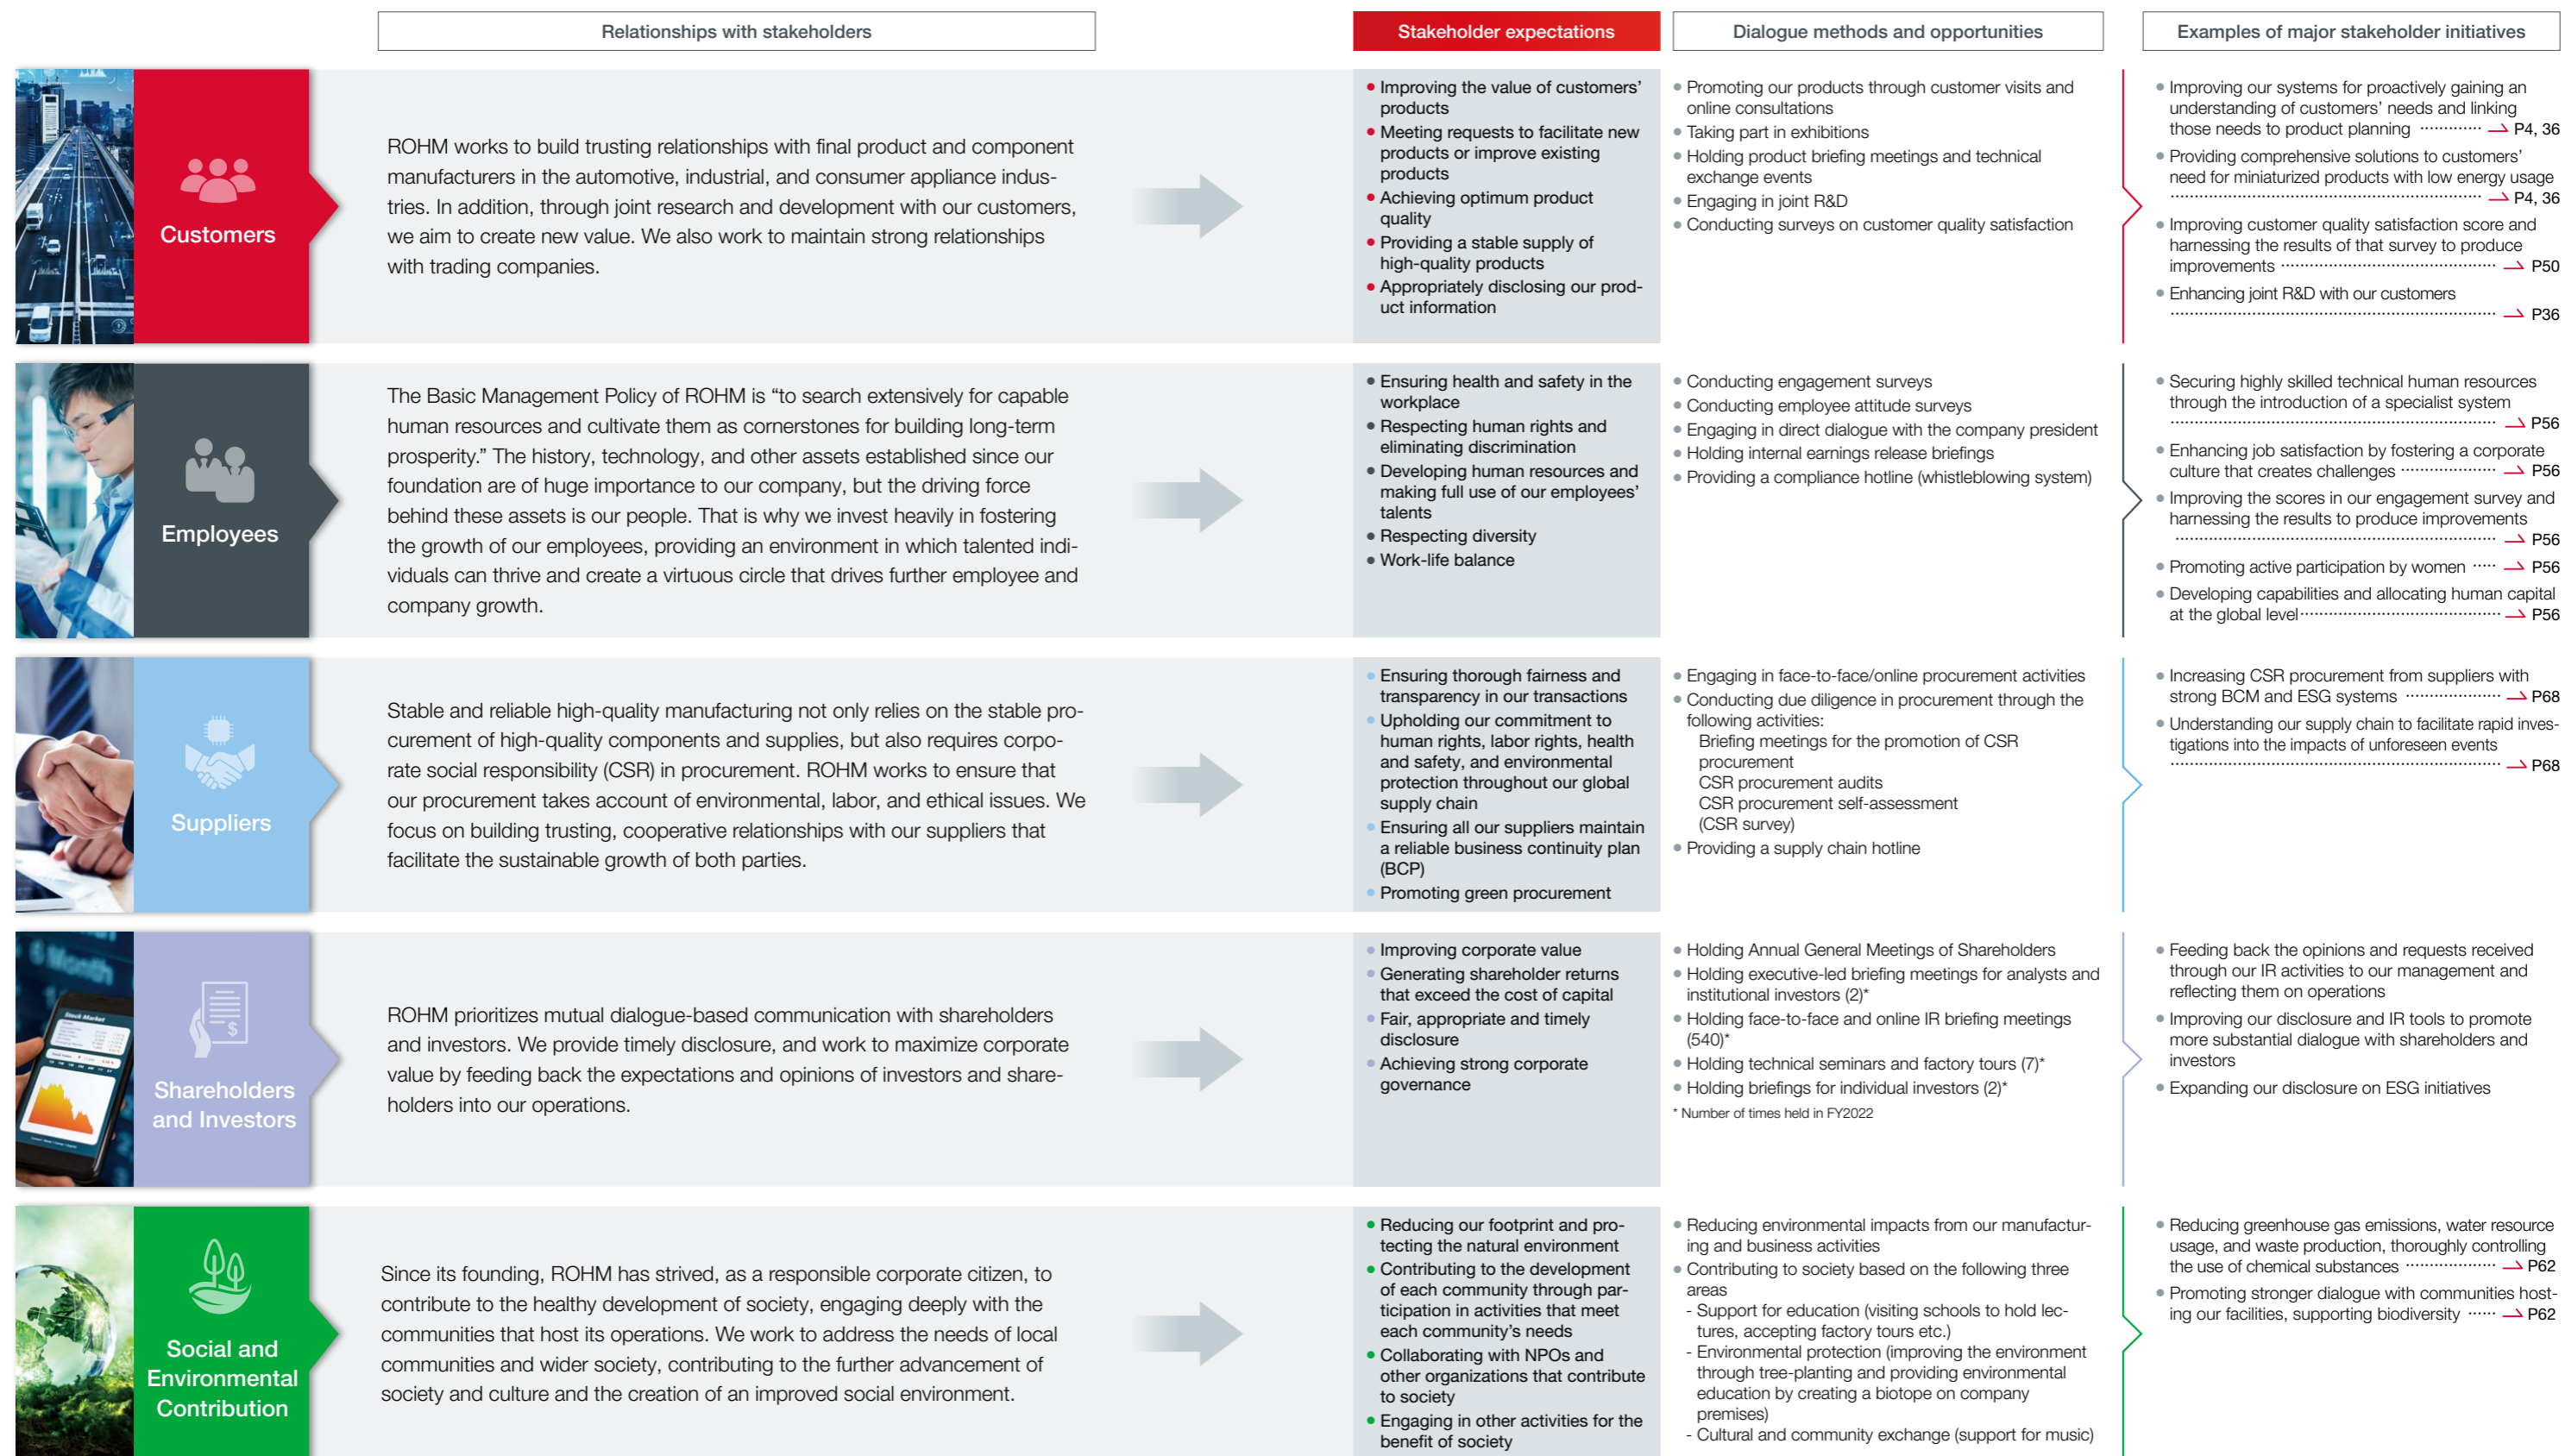 Relationships with stakeholders
Stakeholder expectations
Dialogue methods and opportunities
Examples of major stakeholder initiatives
Customers
ROHM works to build trusting relationships with final product and component
manufacturers in the automotive, industrial, and consumer appliance indus-
tries. In addition, through joint research and development with our customers,
we aim to create new value. We also work to maintain strong relationships
with trading companies.
• Improving the value of customers’
products
• Meeting requests to facilitate new
products or improve existing
products
• Achieving optimum product
quality
• Providing a stable supply of
high-quality products
• Appropriately disclosing our prod-
uct information
• Promoting our products through customer visits and
online consultations
• Taking part in exhibitions
• Holding product briefing meetings and technical
exchange events
• Engaging in joint R&D
• Conducting surveys on customer quality satisfaction
• Improving our systems for proactively gaining an
understanding of customers’ needs and linking
those needs to product planning ············· P4, 36
• Providing comprehensive solutions to customers’
need for miniaturized products with low energy usage
············· P4, 36
• Improving customer quality satisfaction score and
harnessing the results of that survey to produce
improvements ············· P50
• Enhancing joint R&D with our customers
············· P36
Employees
The Basic Management Policy of ROHM is “to search extensively for capable
human resources and cultivate them as cornerstones for building long-term
prosperity.” The history, technology, and other assets established since our
foundation are of huge importance to our company, but the driving force
behind these assets is our people. That is why we invest heavily in fostering
the growth of our employees, providing an environment in which talented indi-
viduals can thrive and create a virtuous circle that drives further employee and
company growth.
• Ensuring health and safety in the
workplace
• Respecting human rights and
eliminating discrimination
• Developing human resources and
making full use of our employees’
talents
• Respecting diversity
• Work-life balance
• Conducting engagement surveys
• Conducting employee attitude surveys
• Engaging in direct dialogue with the company president
• Holding internal earnings release briefings
• Providing a compliance hotline (whistleblowing system)
• Securing highly skilled technical human resources
through the introduction of a specialist system
············· P56
• Enhancing job satisfaction by fostering a corporate
culture that creates challenges ············· P56
• Improving the scores in our engagement survey and
harnessing the results to produce improvements
············· P56
• Promoting active participation by women ····· P56
• Developing capabilities and allocating human capital
at the global level ············· P56
Suppliers
Stable and reliable high-quality manufacturing not only relies on the stable pro-
curement of high-quality components and supplies, but also requires corpo-
rate social responsibility (CSR) in procurement. ROHM works to ensure that
our procurement takes account of environmental, labor, and ethical issues. We
focus on building trusting, cooperative relationships with our suppliers that
facilitate the sustainable growth of both parties.
• Ensuring thorough fairness and
transparency in our transactions
• Upholding our commitment to
human rights, labor rights, health
and safety, and environmental
protection throughout our global
supply chain
• Ensuring all our suppliers maintain
a reliable business continuity plan
(BCP)
• Promoting green procurement
• Engaging in face-to-face/online procurement activities
• Conducting due diligence in procurement through the
following activities:
Briefing meetings for the promotion of CSR
procurement
CSR procurement audits
CSR procurement self-assessment
(CSR survey)
• Providing a supply chain hotline
• Increasing CSR procurement from suppliers with
strong BCM and ESG systems ············· P68
• Understanding our supply chain to facilitate rapid inves-
tigations into the impacts of unforeseen events
············· P68
6 Month
Stock Market
$
Shareholders
and Investors
ROHM prioritizes mutual dialogue-based communication with shareholders
and investors. We provide timely disclosure, and work to maximize corporate
value by feeding back the expectations and opinions of investors and share-
holders into our operations.
• Improving corporate value
• Generating shareholder returns
that exceed the cost of capital
• Fair, appropriate and timely
disclosure
• Achieving strong corporate
governance
• Holding Annual General Meetings of Shareholders
• Holding executive-led briefing meetings for analysts and
institutional investors (2)*
• Holding face-to-face and online IR briefing meetings
(540)*
• Holding technical seminars and factory tours (7)*
• Holding briefings for individual investors (2)*
* Number of times held in FY2022
• Feeding back the opinions and requests received
through our IR activities to our management and
reflecting them on operations
• Improving our disclosure and IR tools to promote
more substantial dialogue with shareholders and
investors
• Expanding our disclosure on ESG initiatives
Social and
Environmental
Contribution
Since its founding, ROHM has strived, as a responsible corporate citizen, to
contribute to the healthy development of society, engaging deeply with the
communities that host its operations. We work to address the needs of local
communities and wider society, contributing to the further advancement of
society and culture and the creation of an improved social environment.
• Reducing our footprint and pro-
tecting the natural environment
• Contributing to the development
of each community through par-
ticipation in activities that meet
each community’s needs
• Collaborating with NPOs and
other organizations that contribute
to society
• Engaging in other activities for the
benefit of society
• Reducing environmental impacts from our manufactur-
ing and business activities
• Contributing to society based on the following three
areas
- Support for education (visiting schools to hold lec-
tures, accepting factory tours etc.)
- Environmental protection (improving the environment
through tree-planting and providing environmental
education by creating a biotope on company
premises)
- Cultural and community exchange (support for music)
• Reducing greenhouse gas emissions, water resource
usage, and waste production, thoroughly controlling
the use of chemical substances ············· P62
• Promoting stronger dialogue with communities host-
ing our facilities, supporting biodiversity ······ P62